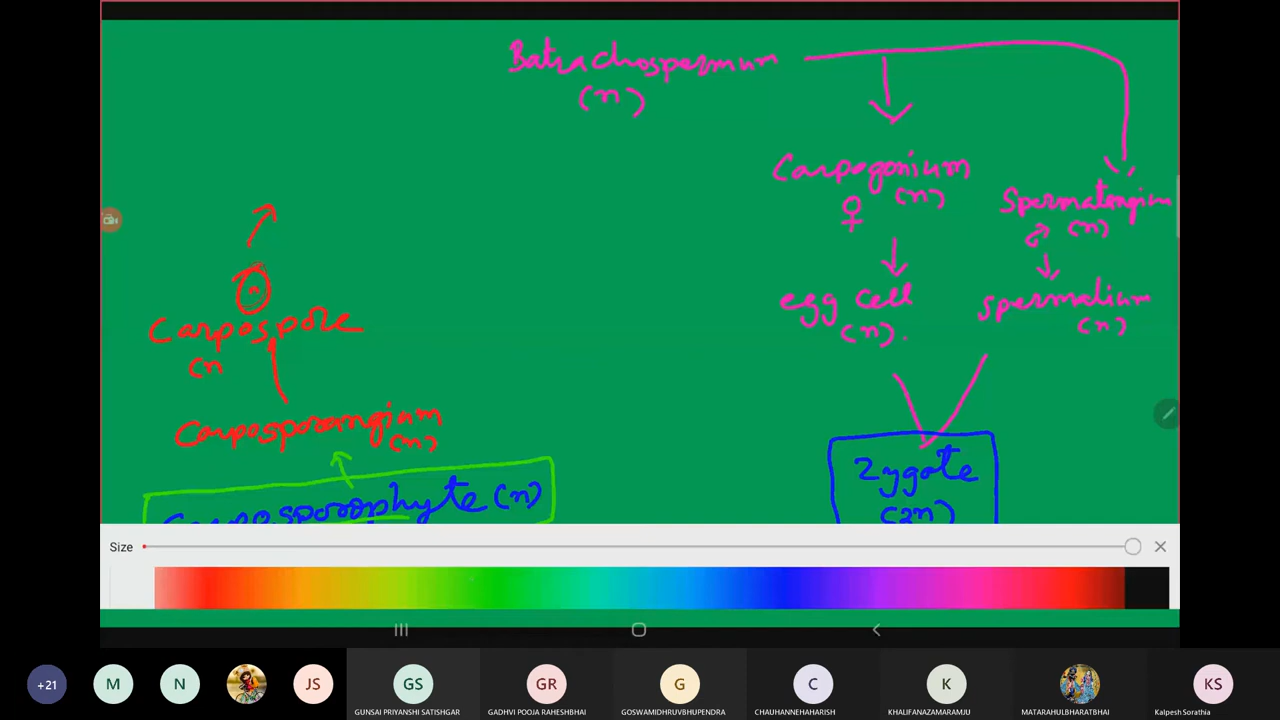 Batrachospermum
(n)
Carpogonium
(n)
♀
Spermatangium
♂ (n)
egg cell
(n).
spermatium
(n)
n
Carpospore
(n
Carposporangium
(n)
Carposporophyte (n)
Zygote
(2n)
Size
+21
M
N
JS
GS
GR
G
C
K
KS
GUNSAI PRIYANSHI SATISHGAR
GADHVI POOJA RAHESHBHAI
GOSWAMIDHRUVBHUPENDRA
CHAUHANNEHAHARISH
KHALIFANAZAMARAMJU
MATARAHULBHARATBHAI
Kalpesh Sorathia